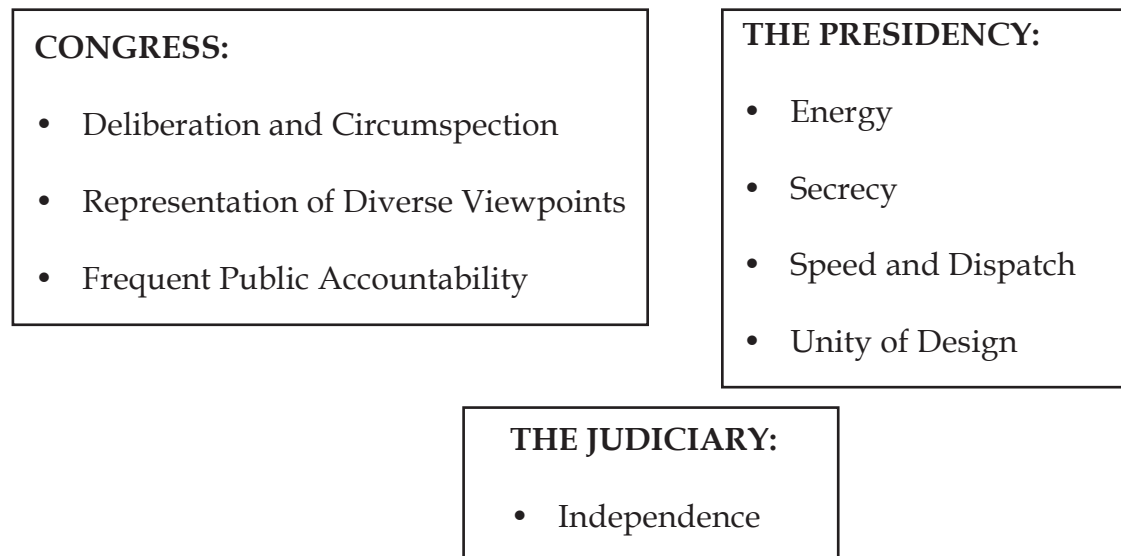 CONGRESS:
• Deliberation and Circumspection
• Representation of Diverse Viewpoints
• Frequent Public Accountability
THE PRESIDENCY:
• Energy
• Secrecy
• Speed and Dispatch
• Unity of Design
THE JUDICIARY:
• Independence